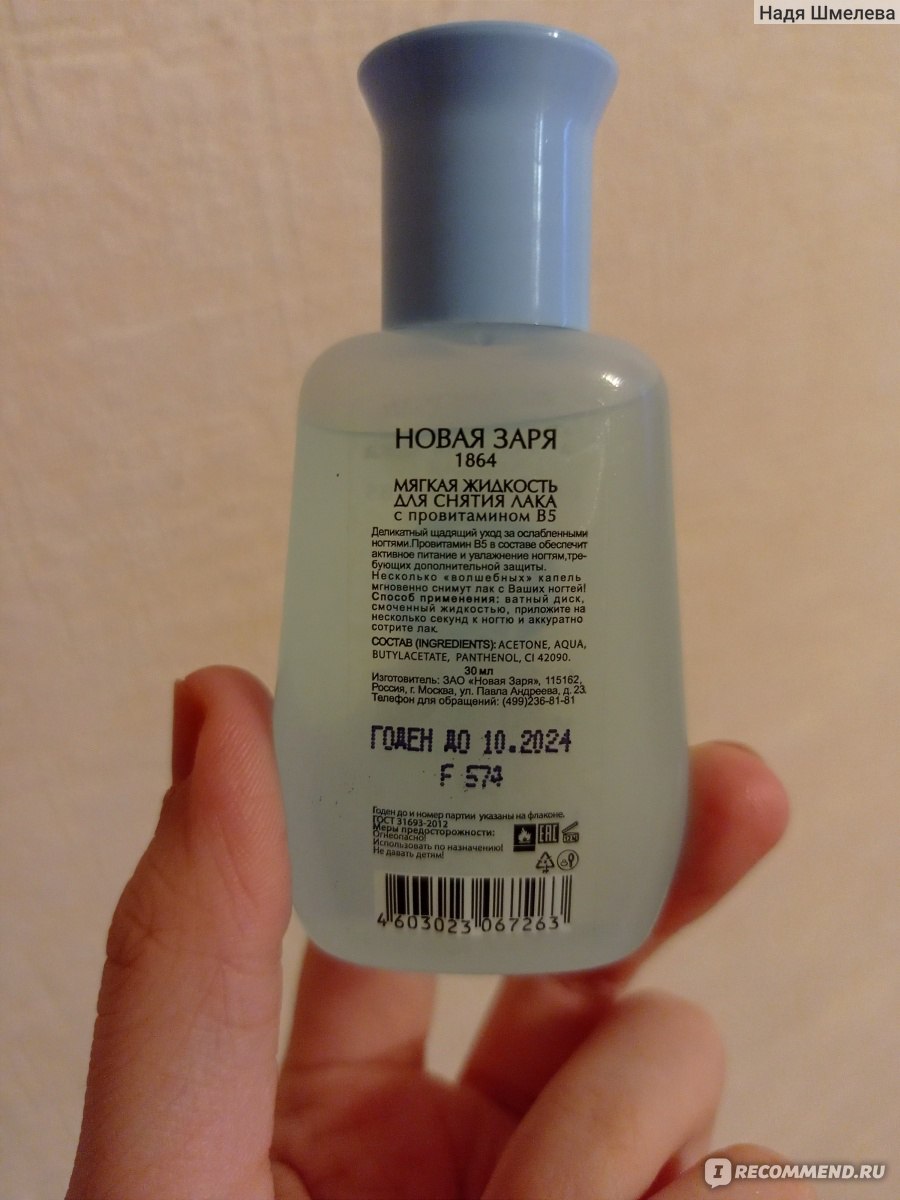 Надя Шмелева
НОВАЯ ЗАРЯ
1864
МЯГКАЯ ЖИДКОСТЬ
ДЛЯ СНЯТИЯ ЛАКА
с провитамином В5
Деликатный щадящий уход за ослабленными
ногтями.Провитамин В5 в составе обеспечит
активное питание и увлажнение ногтям,тре-
бующих дополнительной защиты.
Несколько «волшебных» капель
мгновенно снимут лак с Ваших ногтей!
Способ применения: ватный диск,
смоченный жидкостью, приложите на
несколько секунд к ногтю и аккуратно
сотрите лак.
СОСТАВ (INGREDIENTS): ACETONE, AQUA,
BUTYLACETATE, PANTHENOL, CI 42090.
30 мл
Изготовитель: ЗАО «Новая Заря», 115162,
Россия, г. Москва, ул. Павла Андреева, д. 23.
Телефон для обращений: (499)236-81-81
ГОДЕН ДО 10.2024
F 574
Годен до и номер партии указаны на флаконе.
ГОСТ 31693-2012
Меры предосторожности:
Огнеопасно!
Использовать по назначению!
Не давать детям!
EAC
4 603023 067263
IRECOMMEND.RU